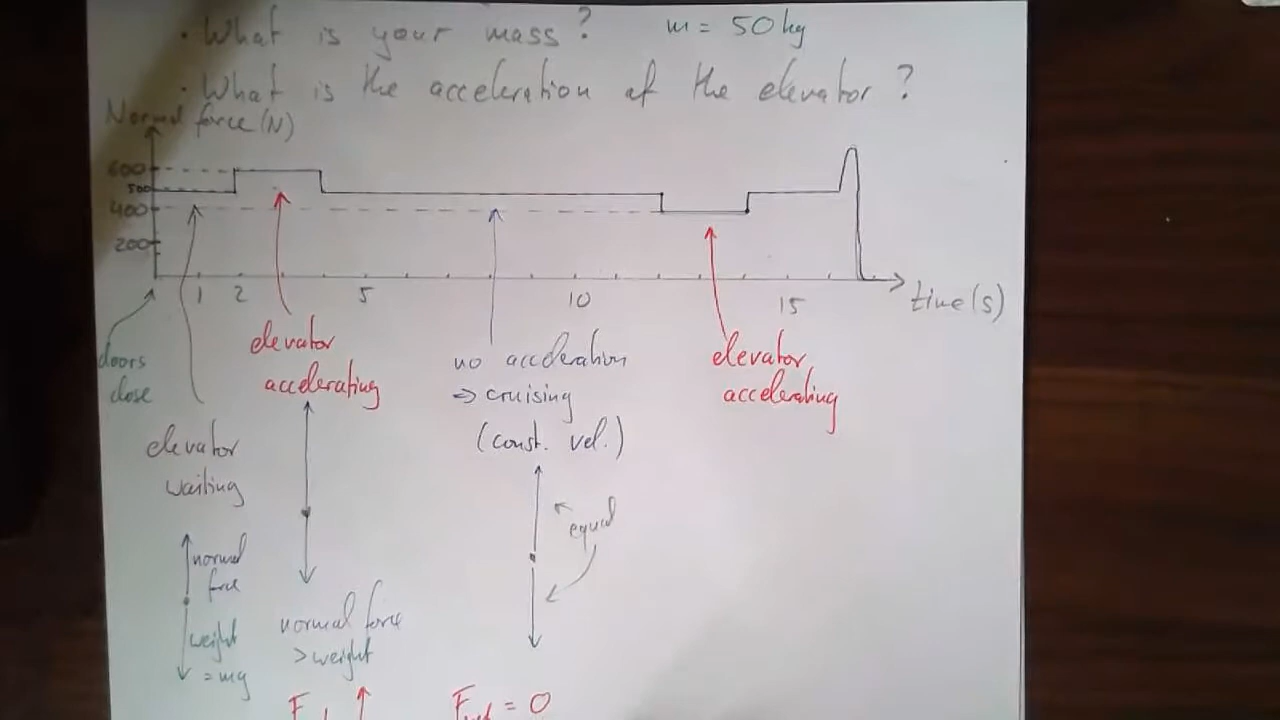 • What is your mass? m = 50 kg
• What is the acceleration of the elevator?
Normal force (N)
600
500
400
200
1 2 5 10 15 time (s)
doors close
elevator waiting
elevator accelerating
no acceleration
⇒ cruising
(const. vel.)
elevator accelerating
normal force
weight
= mg
normal force
> weight
equal
F = 0